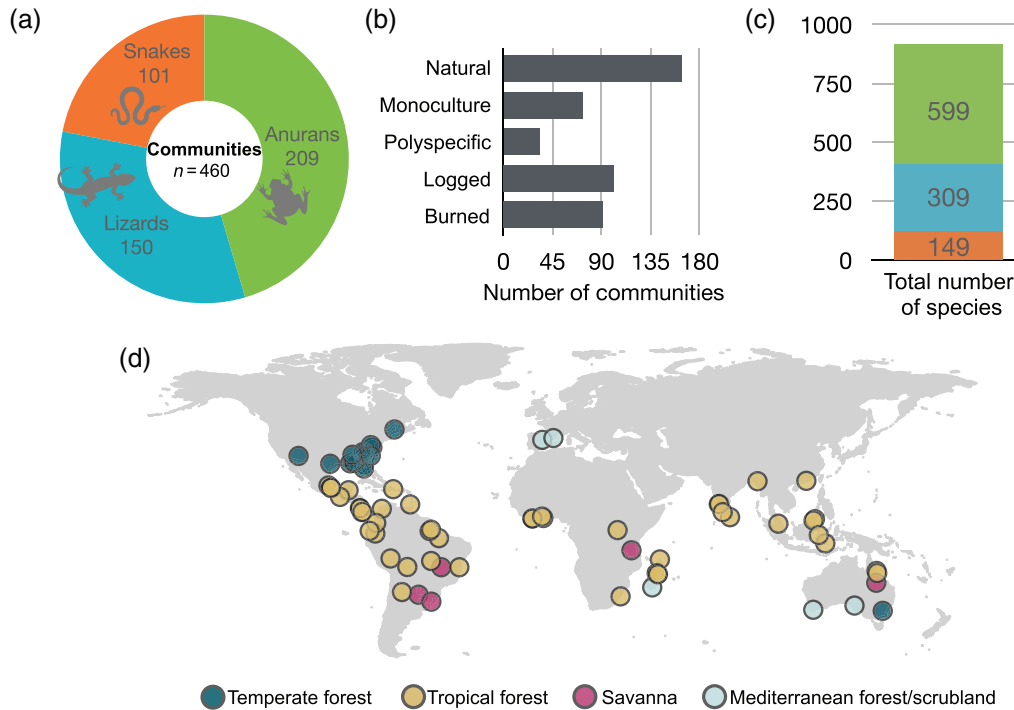 (a)
Snakes
101
Anurans
209
Communities
n = 460
Lizards
150
(b)
Natural
Monoculture
Polyspecific
Logged
Burned
0 45 90 135 180
Number of communities
(c)
1000
750
500
250
0
599
309
149
Total number
of species
(d)
Temperate forest Tropical forest Savanna Mediterranean forest/scrubland